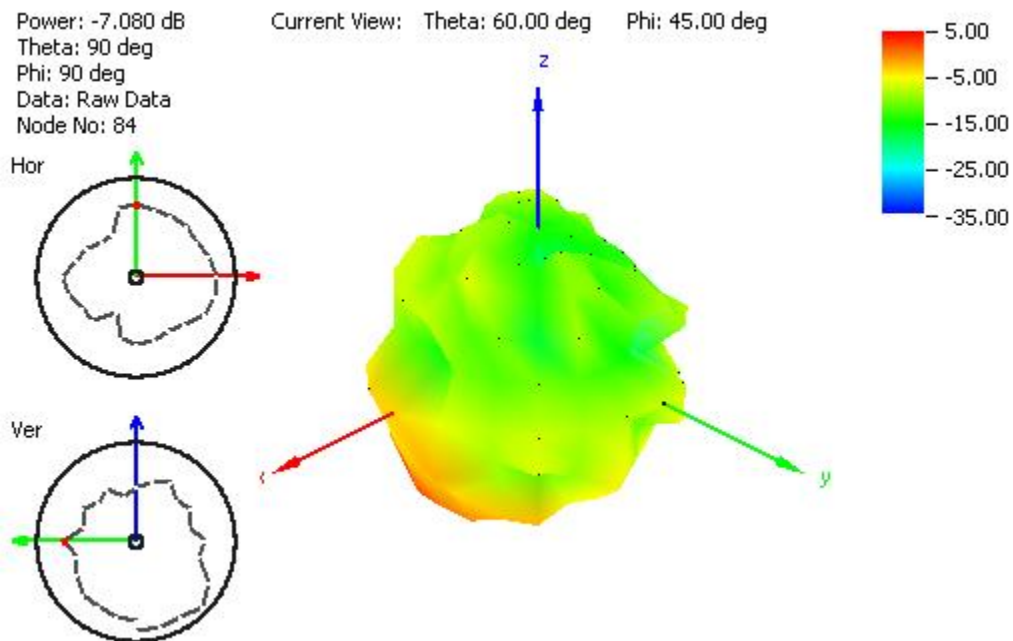 Power: -7.080 dB
Theta: 90 deg
Phi: 90 deg
Data: Raw Data
Node No: 84
Current View: Theta: 60.00 deg Phi: 45.00 deg
5.00
-5.00
-15.00
-25.00
-35.00
Hor
Ver
z
x
y